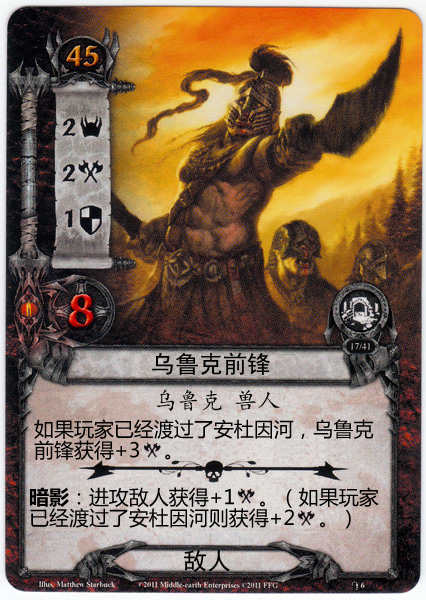 45
2
2
1
8
17/41
乌鲁克前锋
乌鲁克 兽人
如果玩家已经渡过了安杜因河，乌鲁克
前锋获得+3。
暗影：进攻敌人获得+1。（如果玩家
已经渡过了安杜因河则获得+2。）
敌人
Illus. Matthew Starbuck ©2011 Middle-earth Enterprises ©2011 FFG 6